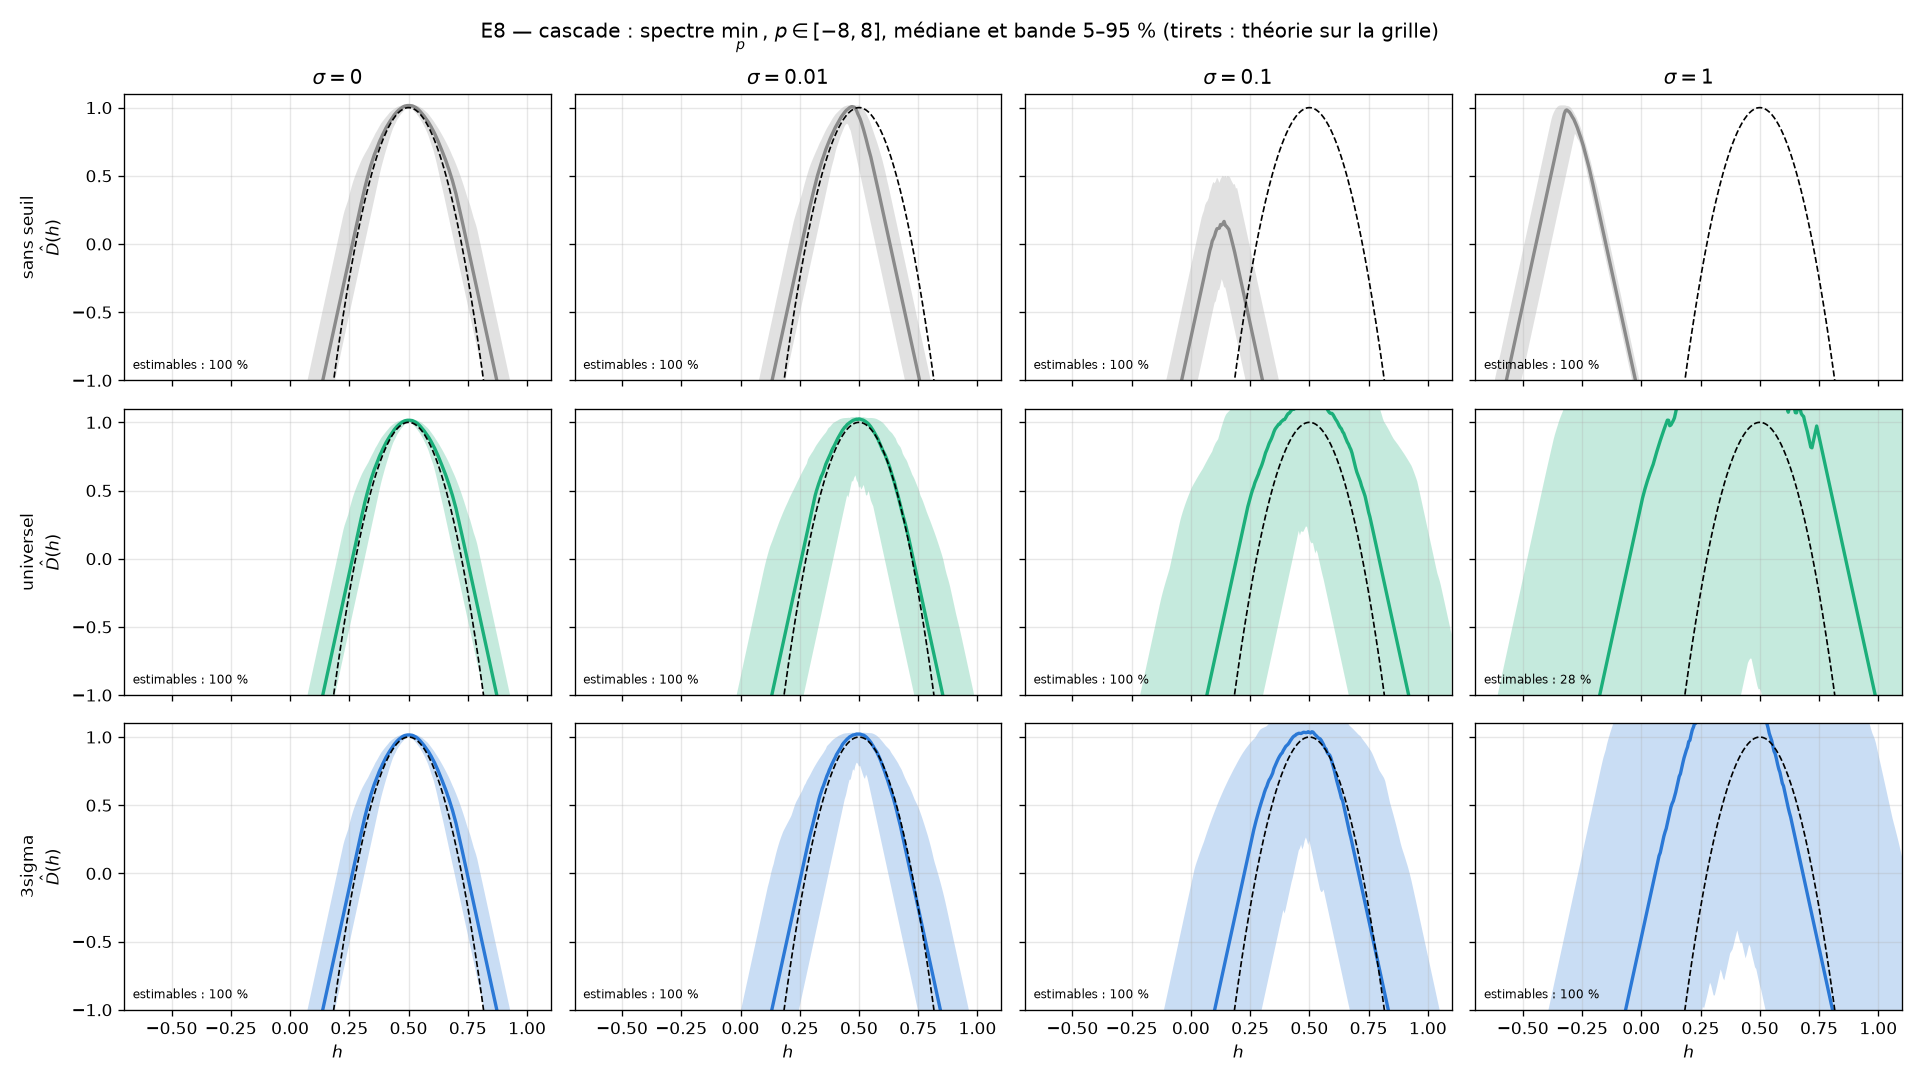 E8 — cascade : spectre min_p , p ∈ [−8, 8], médiane et bande 5–95 % (tirets : théorie sur la grille)
σ = 0
σ = 0.01
σ = 0.1
σ = 1
sans seuil
D̂(h)
1.0
0.5
0.0
−0.5
−1.0
estimables : 100 %
estimables : 100 %
estimables : 100 %
estimables : 100 %
universel
D̂(h)
1.0
0.5
0.0
−0.5
−1.0
estimables : 100 %
estimables : 100 %
estimables : 100 %
estimables : 28 %
3sigma
D̂(h)
1.0
0.5
0.0
−0.5
−1.0
estimables : 100 %
estimables : 100 %
estimables : 100 %
estimables : 100 %
−0.50 −0.25 0.00 0.25 0.50 0.75 1.00
h
−0.50 −0.25 0.00 0.25 0.50 0.75 1.00
h
−0.50 −0.25 0.00 0.25 0.50 0.75 1.00
h
−0.50 −0.25 0.00 0.25 0.50 0.75 1.00
h